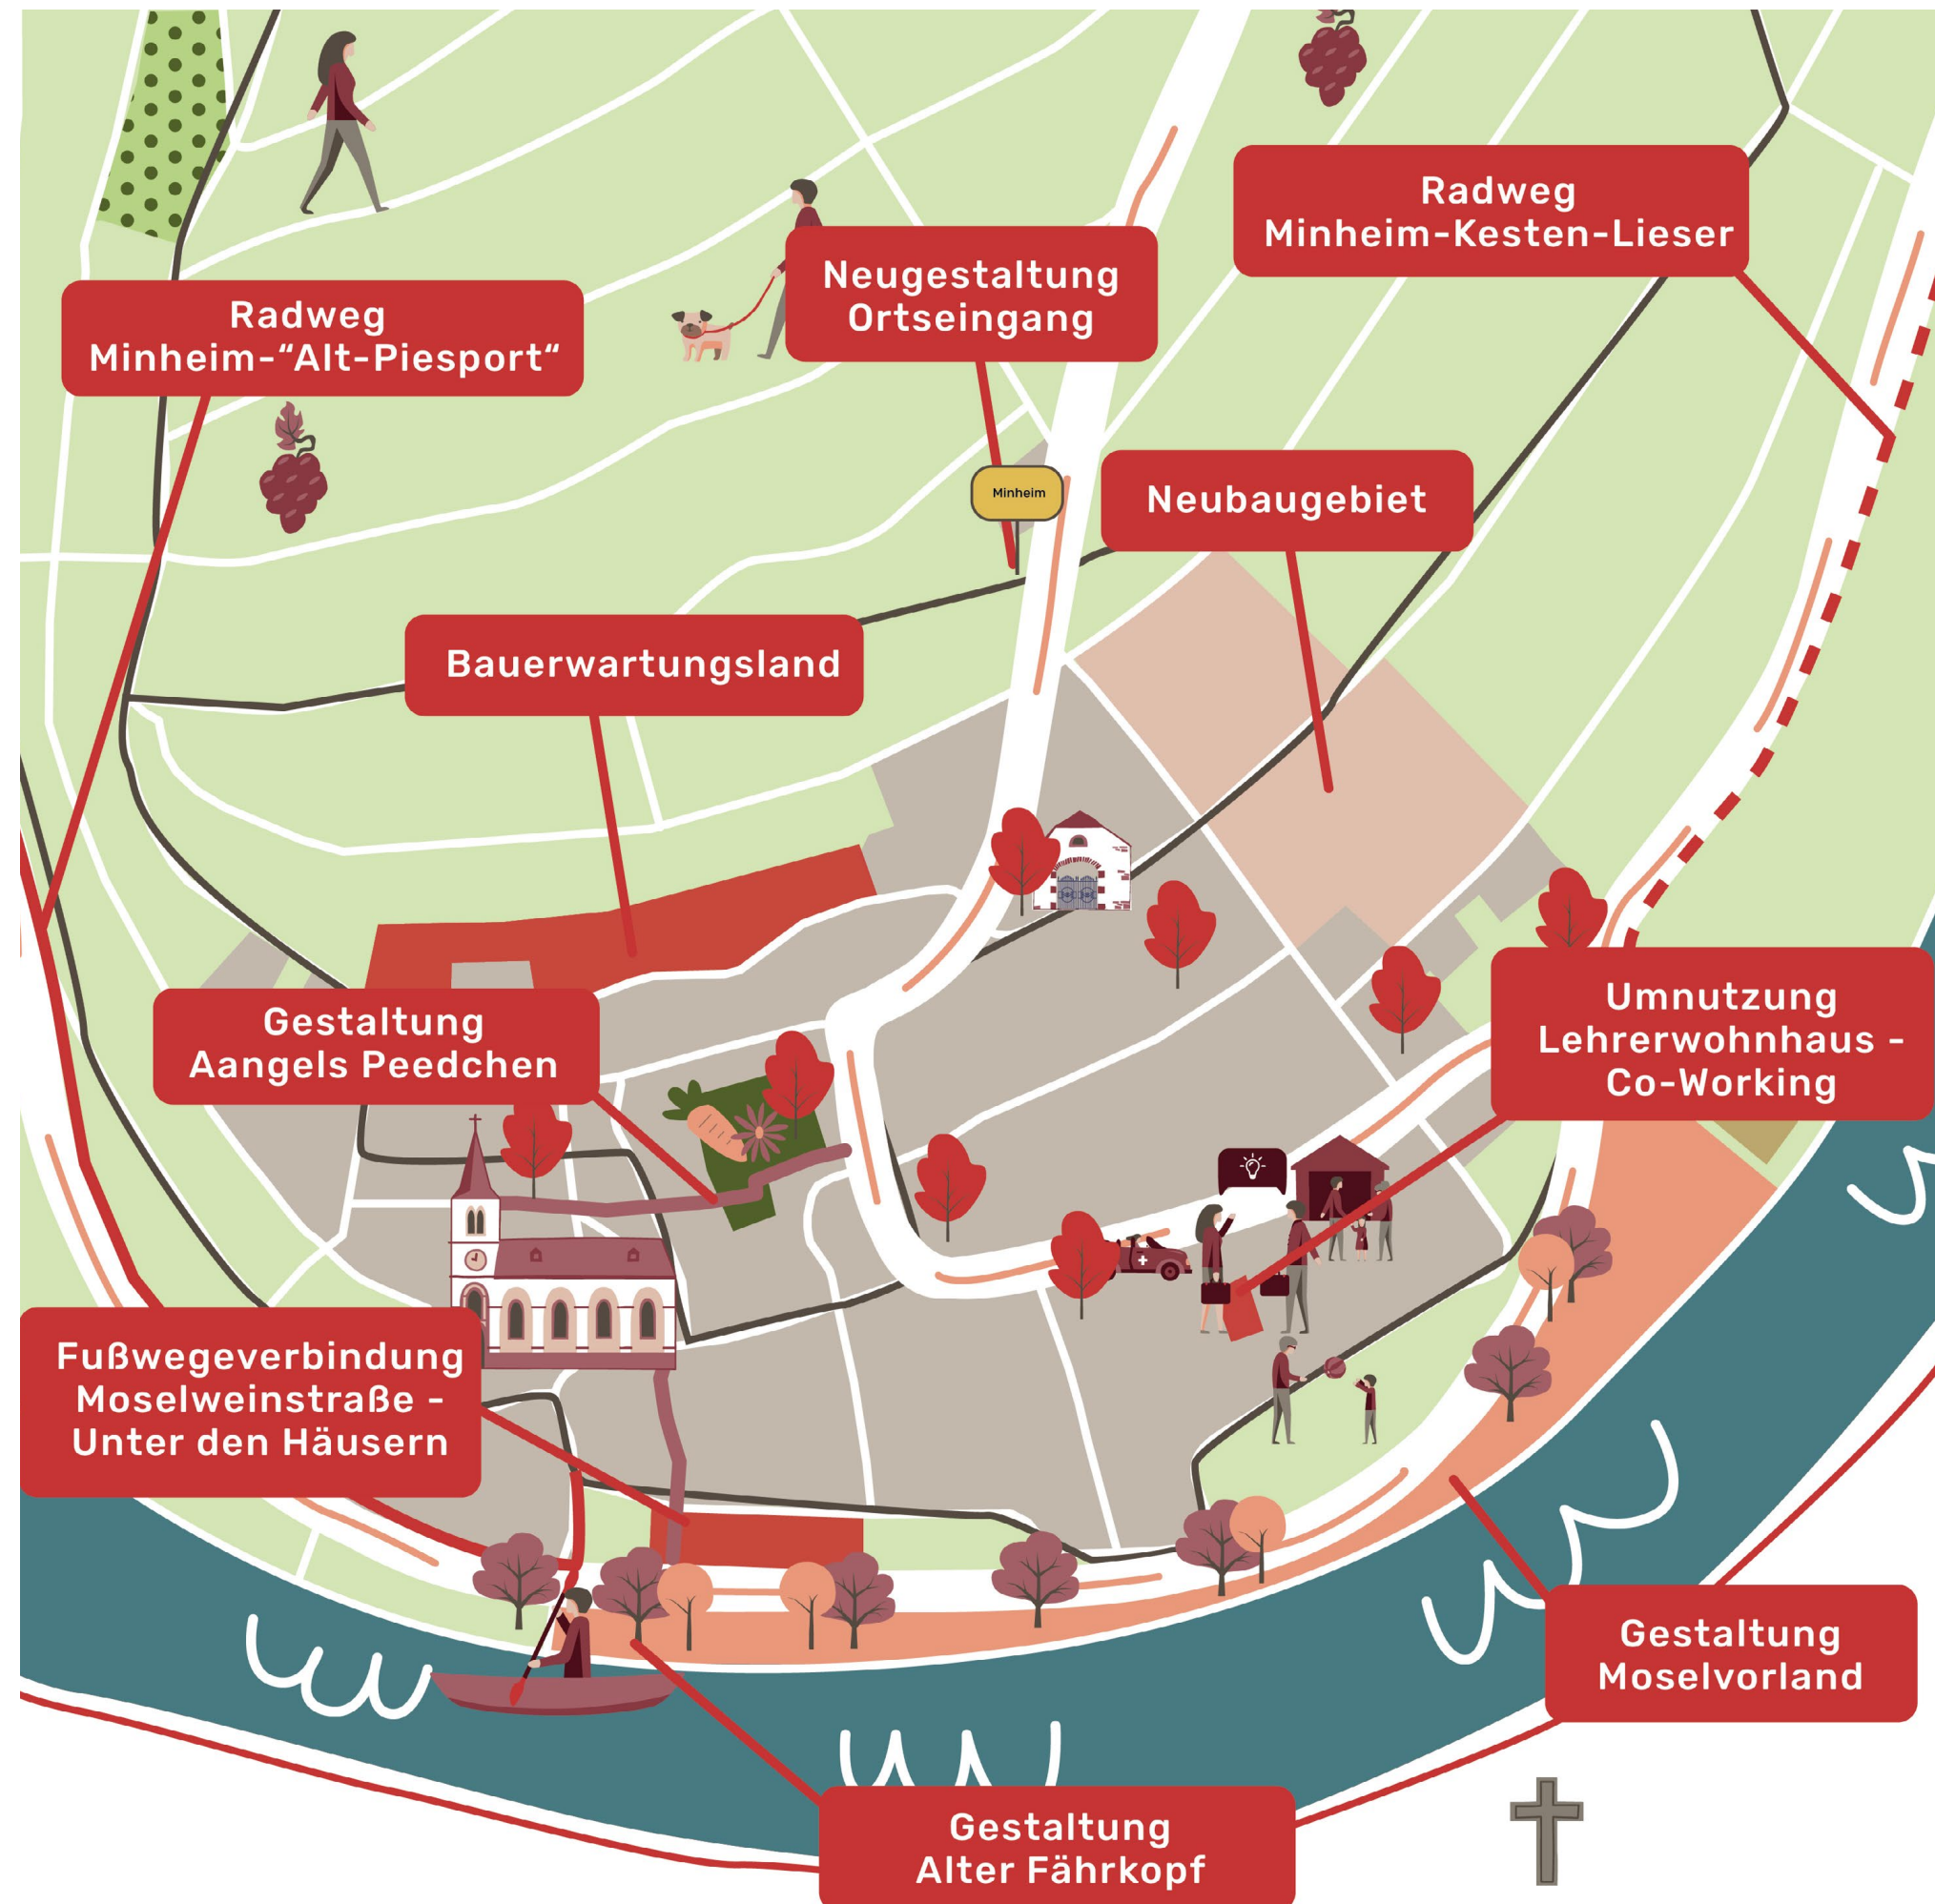 Radweg
Minheim-Kesten-Lieser
Neugestaltung
Ortseingang
Radweg
Minheim-“Alt-Piesport“
Minheim
Neubaugebiet
Bauerwartungsland
Umnutzung
Lehrerwohnhaus -
Co-Working
Gestaltung
Aangels Peedchen
Fußwegeverbindung
Moselweinstraße -
Unter den Häusern
Gestaltung
Moselvorland
Gestaltung
Alter Fährkopf